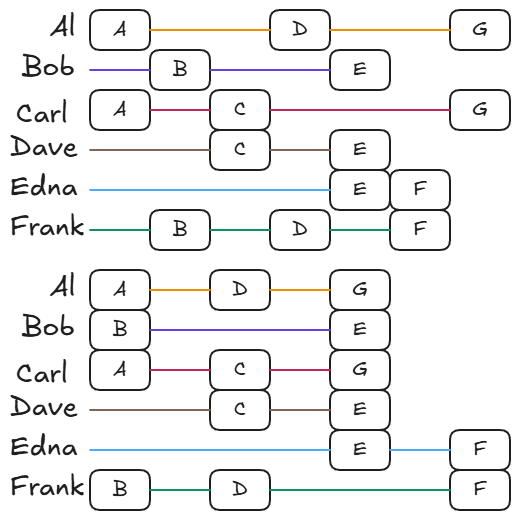 Al A D G
Bob B E
Carl A C G
Dave C E
Edna E F
Frank B D F
Al A D G
Bob B E
Carl A C G
Dave C E
Edna E F
Frank B D F